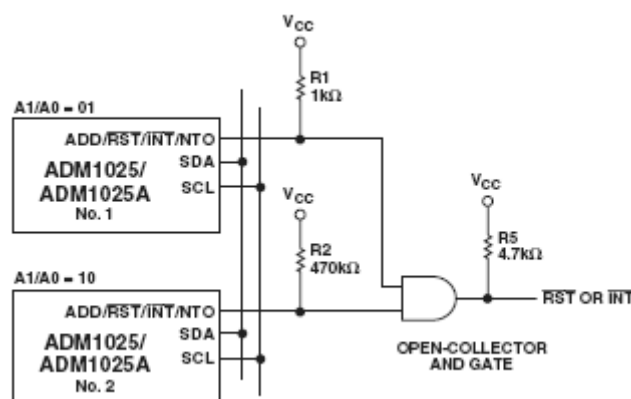 VCC
R1
1kΩ
A1/A0 = 01
ADD/RST/INT/NTO
SDA
SCL
ADM1025/
ADM1025A
No. 1
VCC
R2
470kΩ
VCC
R5
4.7kΩ
A1/A0 = 10
ADD/RST/INT/NTO
SDA
SCL
ADM1025/
ADM1025A
No. 2
RST OR INT
OPEN-COLLECTOR
AND GATE